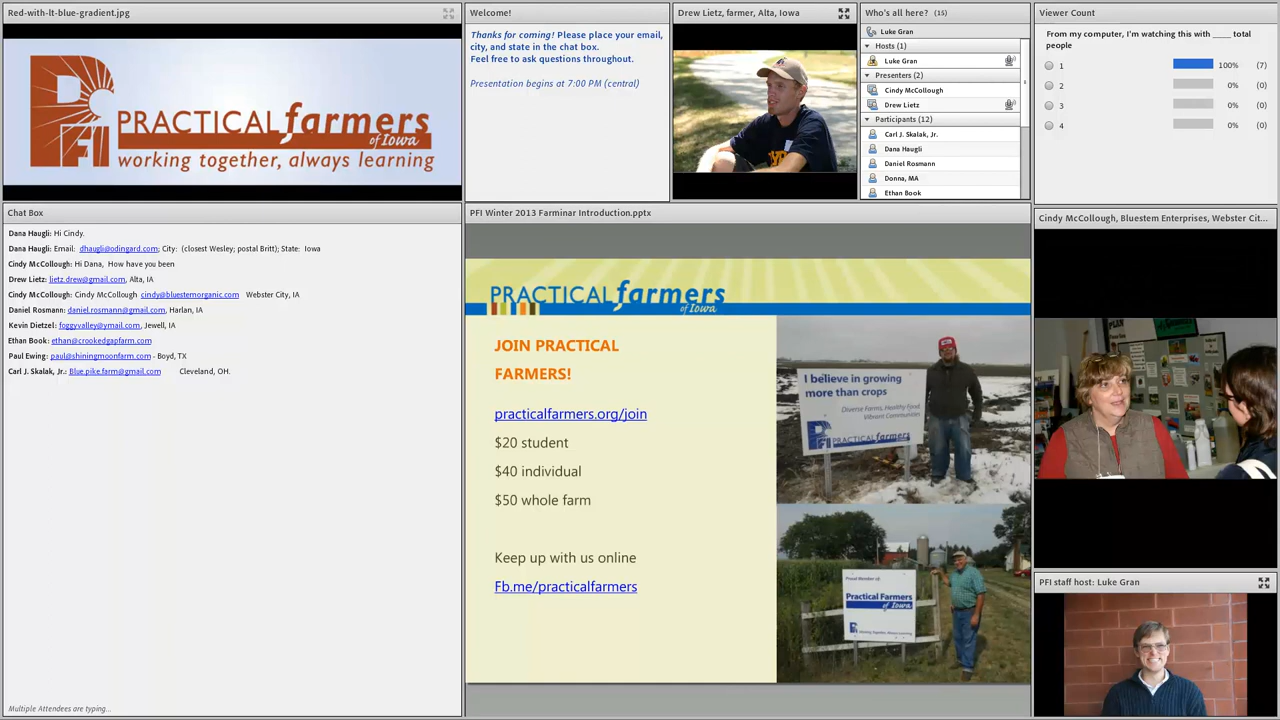 Red-with-lt-blue-gradient.jpg
PRACTICAL farmers
of Iowa
working together, always learning
Welcome!
Thanks for coming! Please place your email,
city, and state in the chat box.
Feel free to ask questions throughout.
Presentation begins at 7:00 PM (central)
Drew Lietz, farmer, Alta, Iowa
Who's all here? (15)
Luke Gran
Hosts (1)
Luke Gran
Presenters (2)
Cindy McCollough
Drew Lietz
Participants (12)
Carl J. Skalak, Jr.
Dana Haugli
Daniel Rosmann
Donna, MA
Ethan Book
Viewer Count
From my computer, I'm watching this with ____ total
people
1 100% (7)
2 0% (0)
3 0% (0)
4 0% (0)
Chat Box
Dana Haugli: Hi Cindy.
Dana Haugli: Email: dhaugli@odingard.com; City: (closest Wesley; postal Britt); State: Iowa
Cindy McCollough: Hi Dana, How have you been
Drew Lietz: lietz.drew@gmail.com, Alta, IA
Cindy McCollough: Cindy McCollough cindy@bluestemorganic.com Webster City, IA
Daniel Rosmann: daniel.rosmann@gmail.com, Harlan, IA
Kevin Dietzel: foggyvalley@ymail.com, Jewell, IA
Ethan Book: ethan@crookedgapfarm.com
Paul Ewing: paul@shiningmoonfarm.com - Boyd, TX
Carl J. Skalak, Jr.: Blue.pike.farm@gmail.com Cleveland, OH.
Multiple Attendees are typing...
PFI Winter 2013 Farminar Introduction.pptx
PRACTICAL farmers
of Iowa
JOIN PRACTICAL
FARMERS!
practicalfarmers.org/join
$20 student
$40 individual
$50 whole farm
Keep up with us online
Fb.me/practicalfarmers
I believe in growing
more than crops
Diverse Farms, Healthy Food
Vibrant Communities
PRACTICAL farmers
Proud Member of:
Practical Farmers
of Iowa
Working Together, Always Learning
Cindy McCollough, Bluestem Enterprises, Webster Cit...
PLAN
PFI staff host: Luke Gran